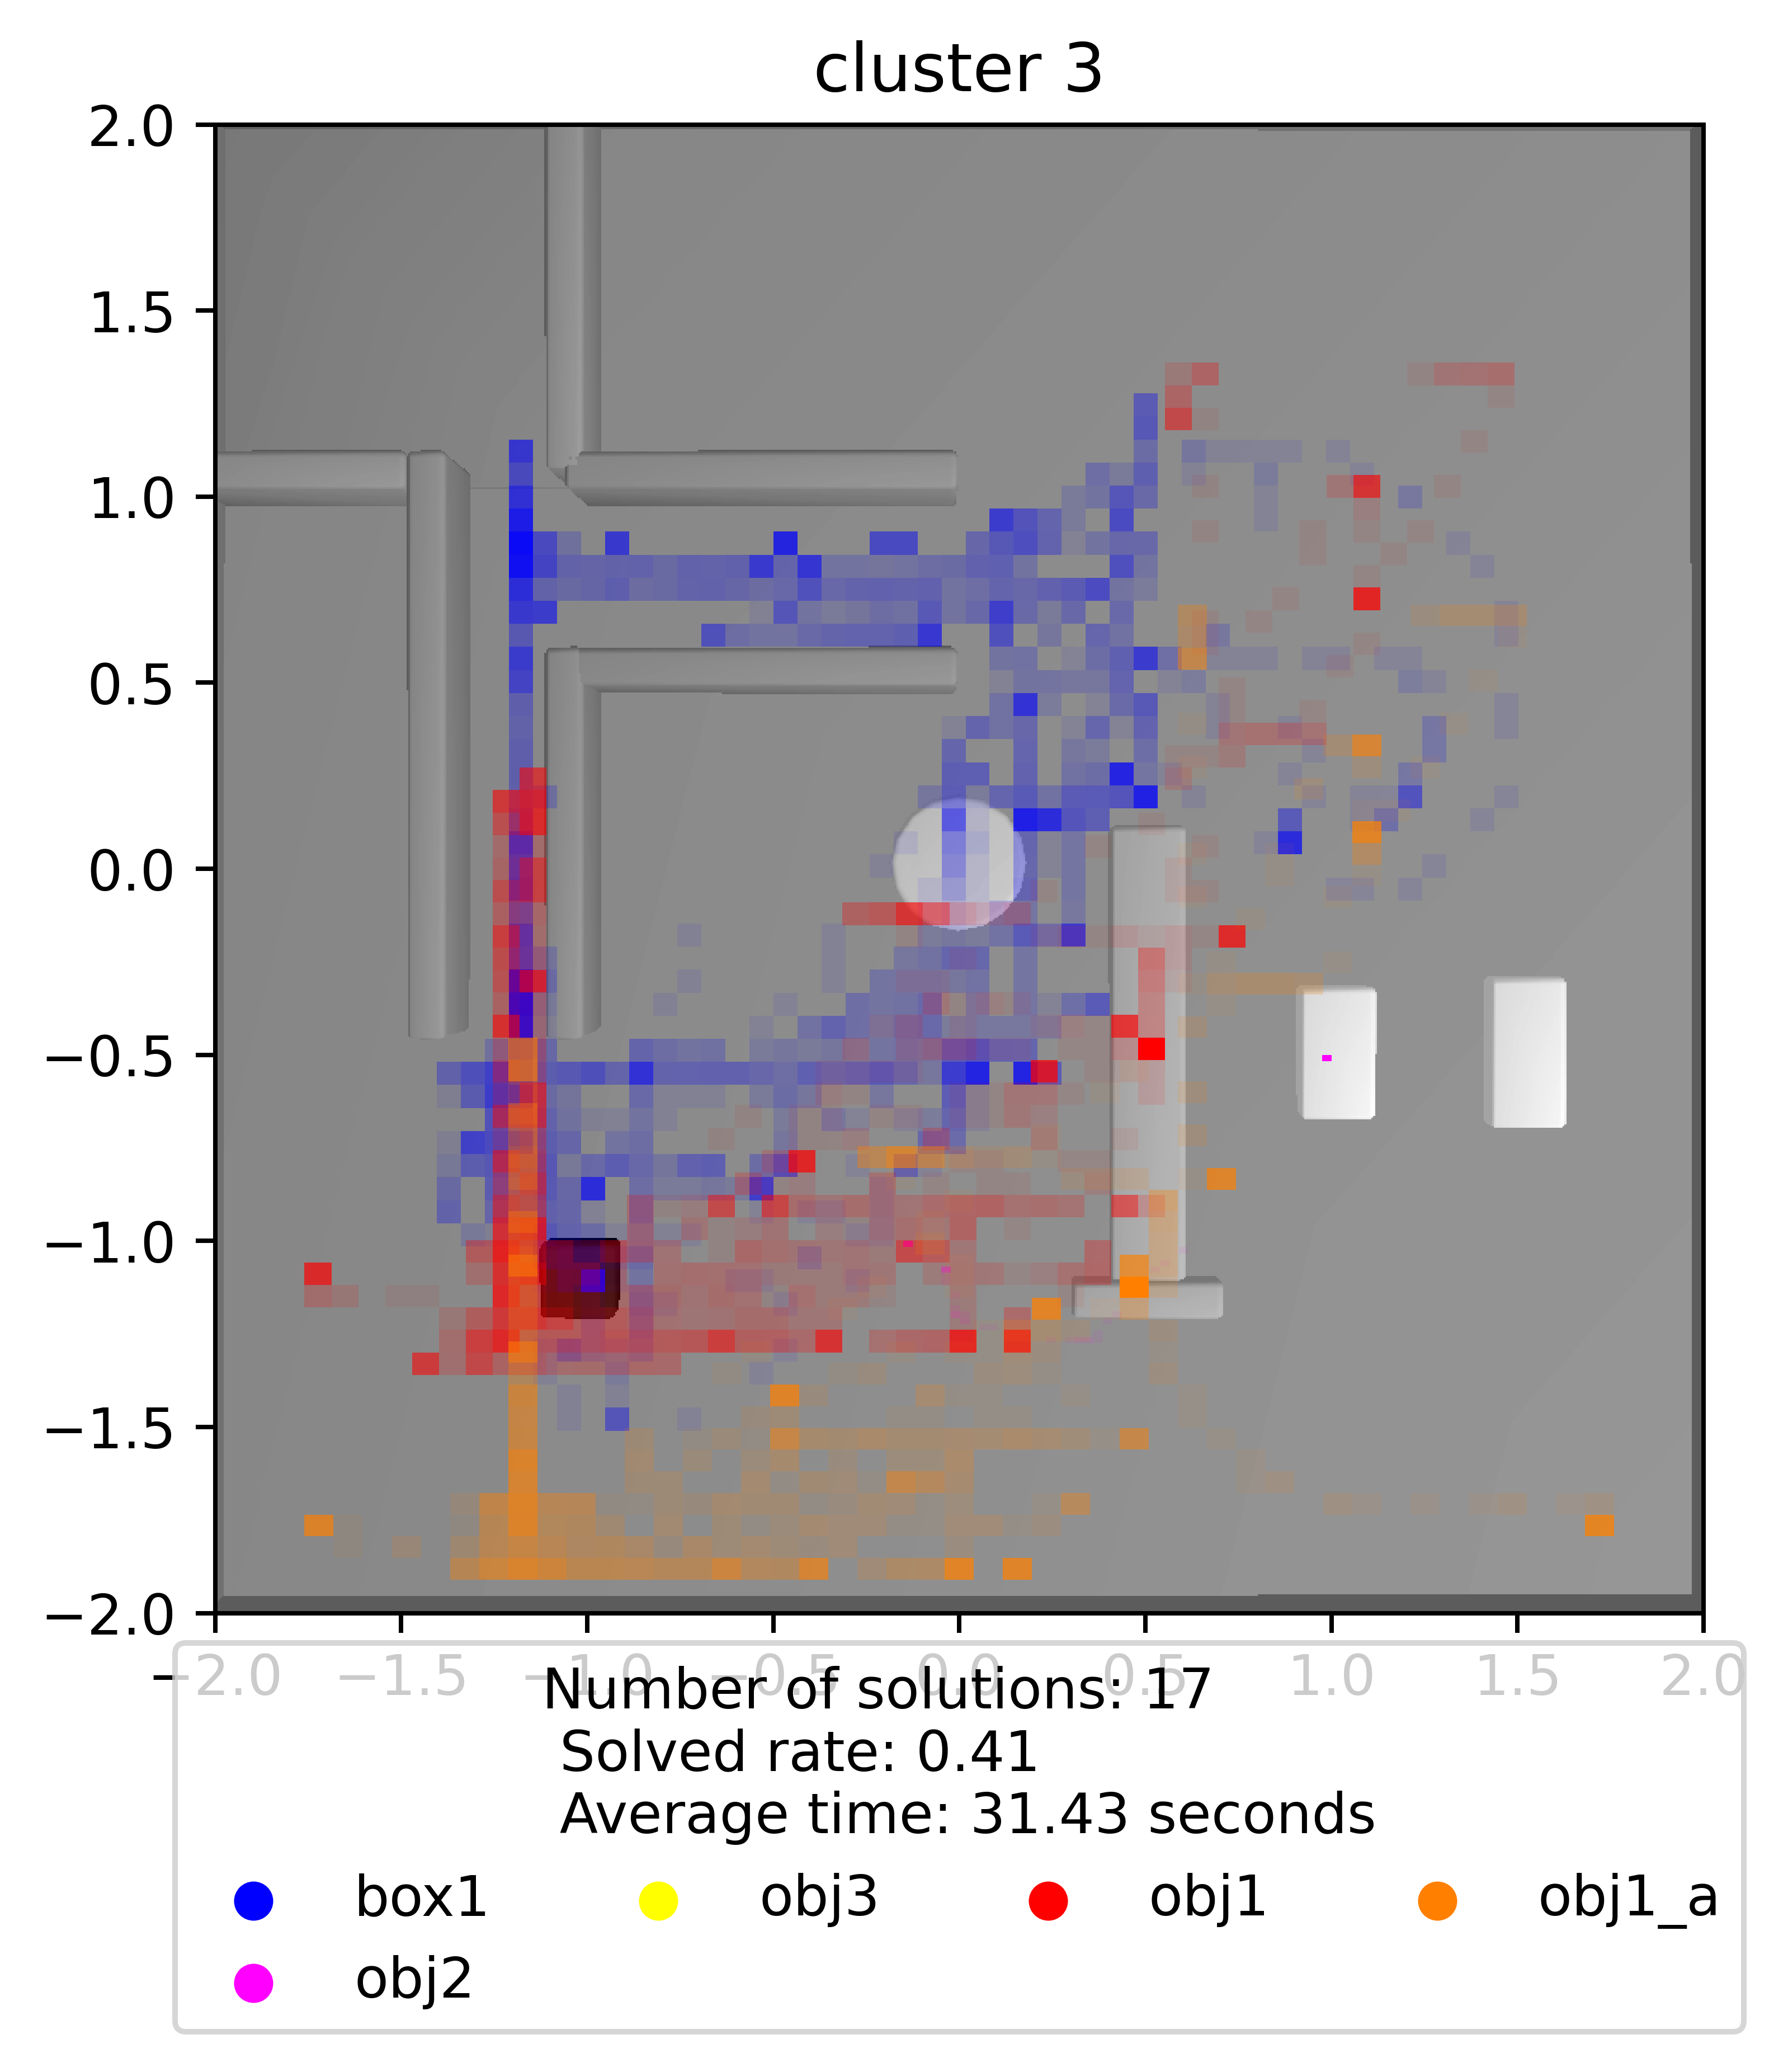 cluster 3
2.0
1.5
1.0
0.5
0.0
−0.5
−1.0
−1.5
−2.0
−2.0 −1.5 −1.0 −0.5 0.0 0.5 1.0 1.5 2.0
Number of solutions: 17
Solved rate: 0.41
Average time: 31.43 seconds
box1 obj3 obj1 obj1_a
obj2